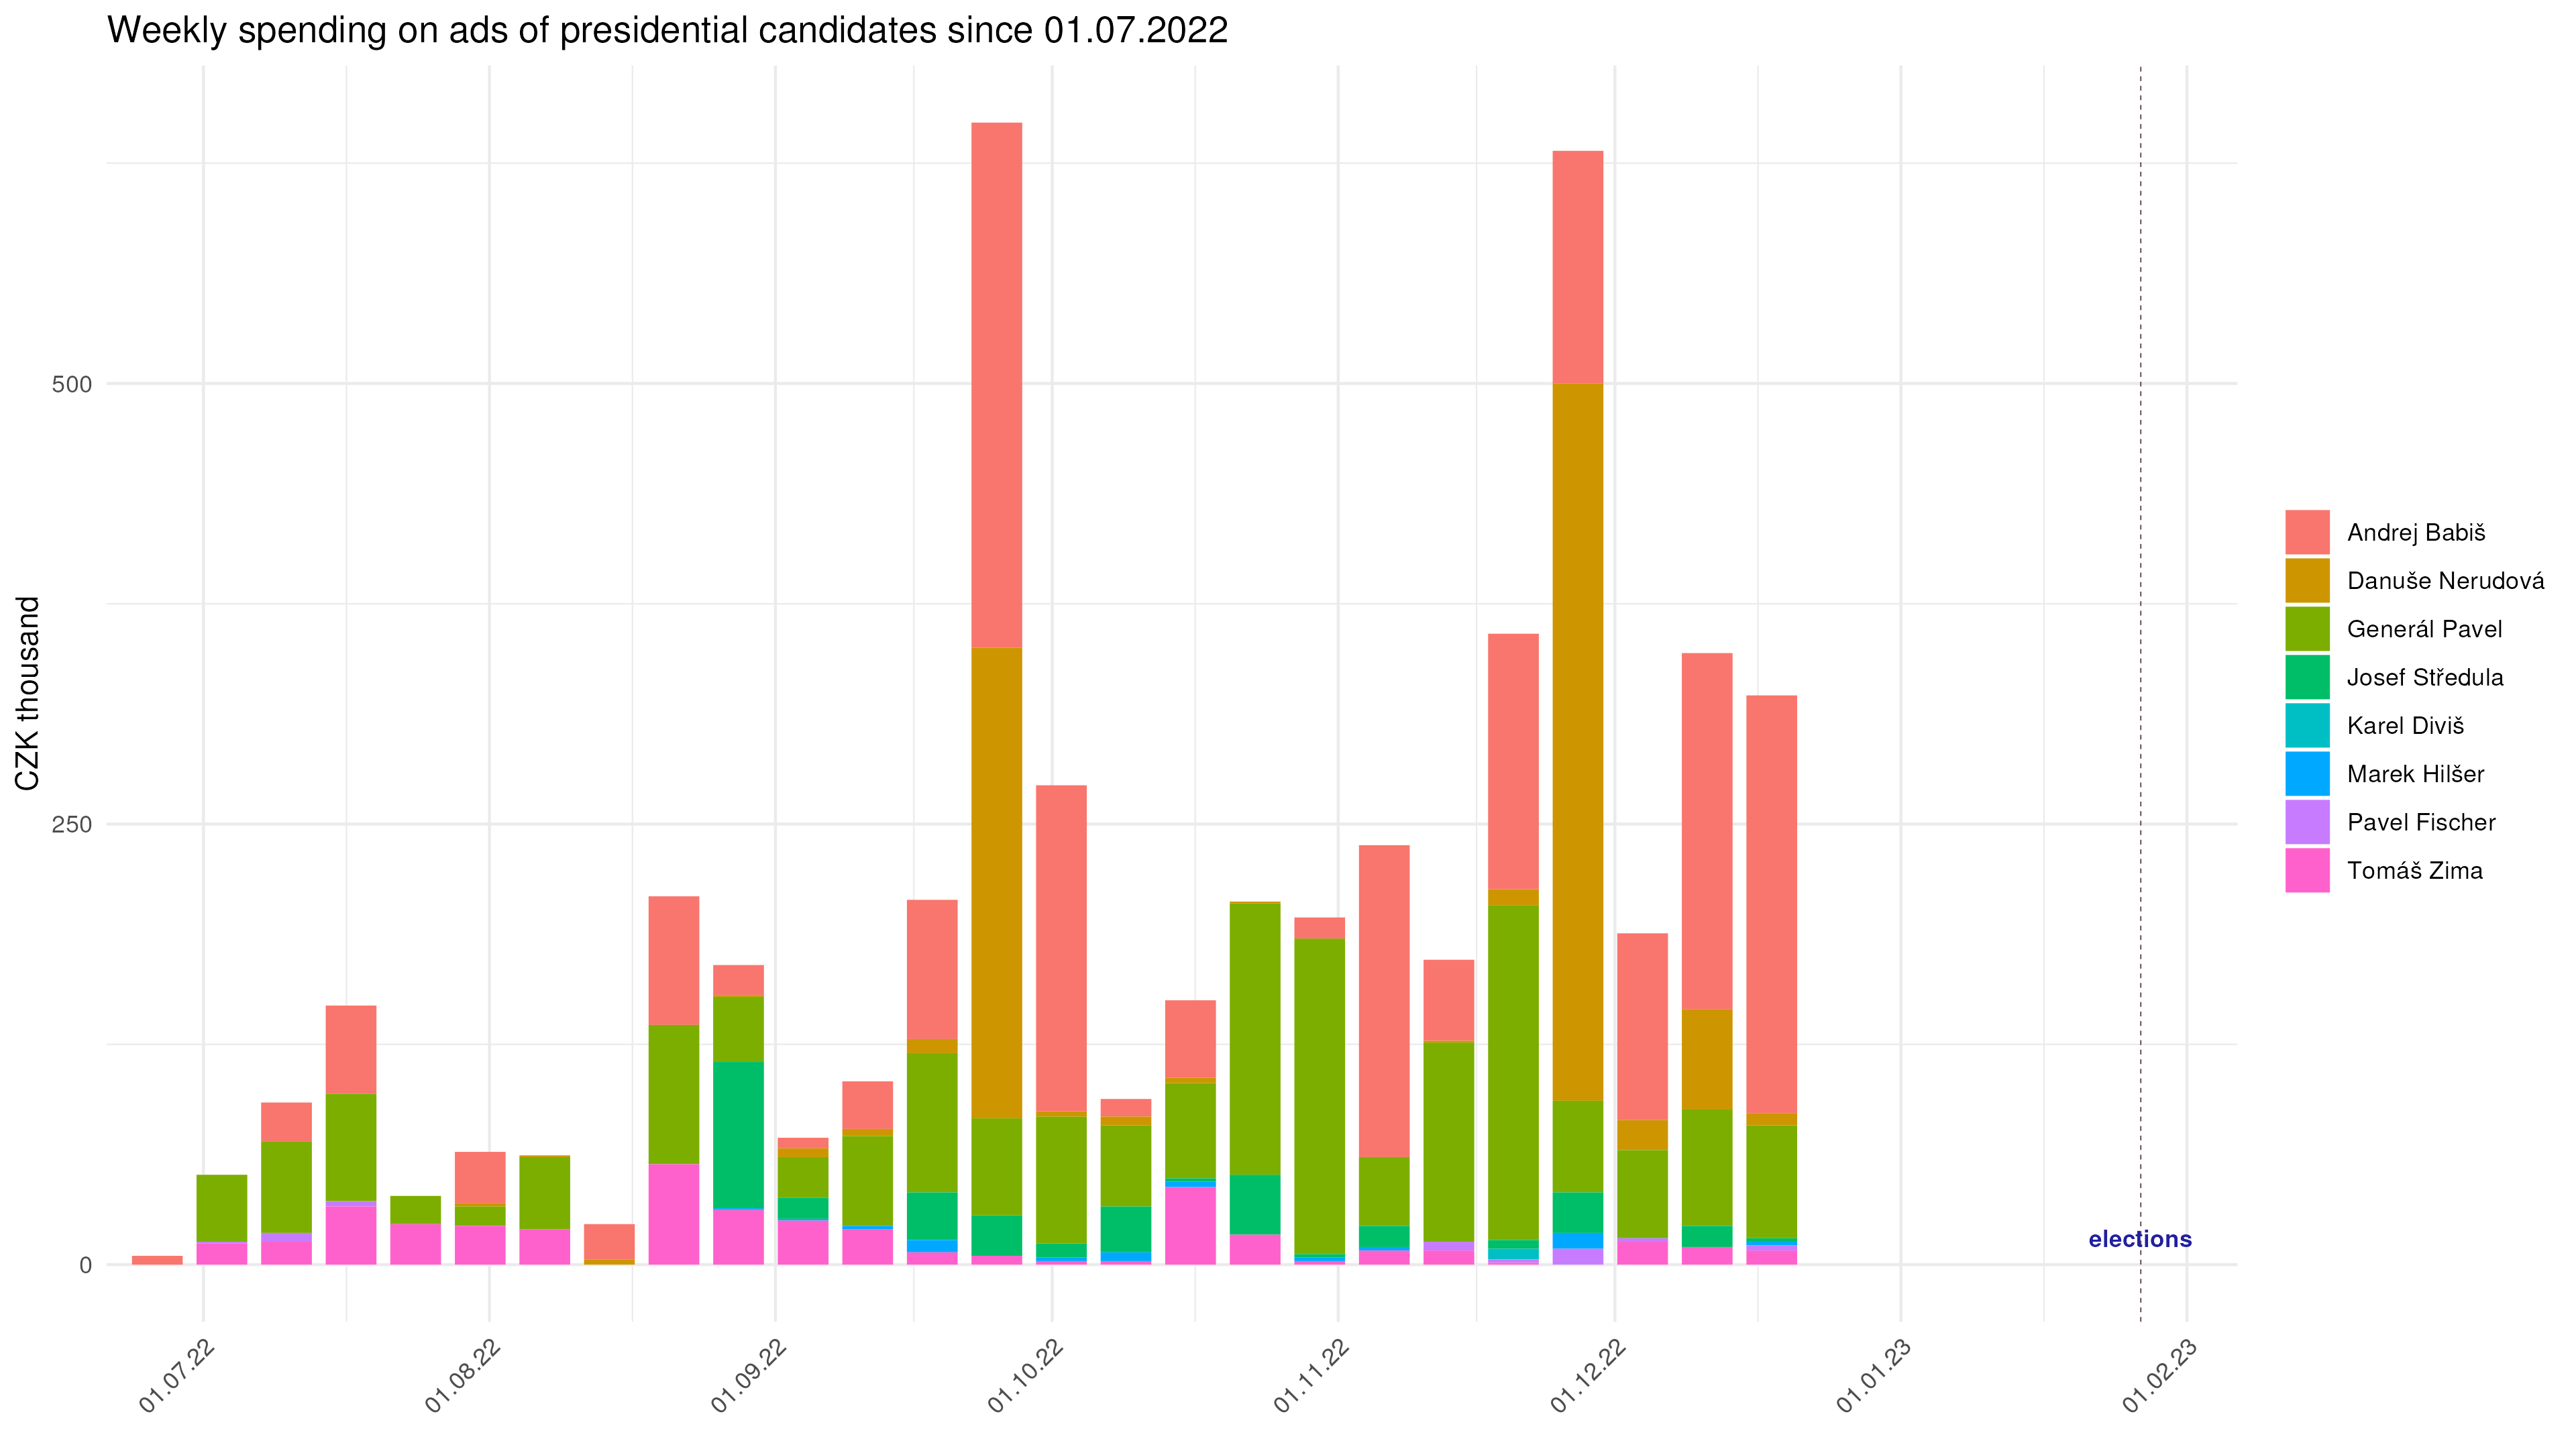 Weekly spending on ads of presidential candidates since 01.07.2022
CZK thousand
500
250
0
elections
01.07.22
01.08.22
01.09.22
01.10.22
01.11.22
01.12.22
01.01.23
01.02.23
Andrej Babiš
Danuše Nerudová
Generál Pavel
Josef Středula
Karel Diviš
Marek Hilšer
Pavel Fischer
Tomáš Zima